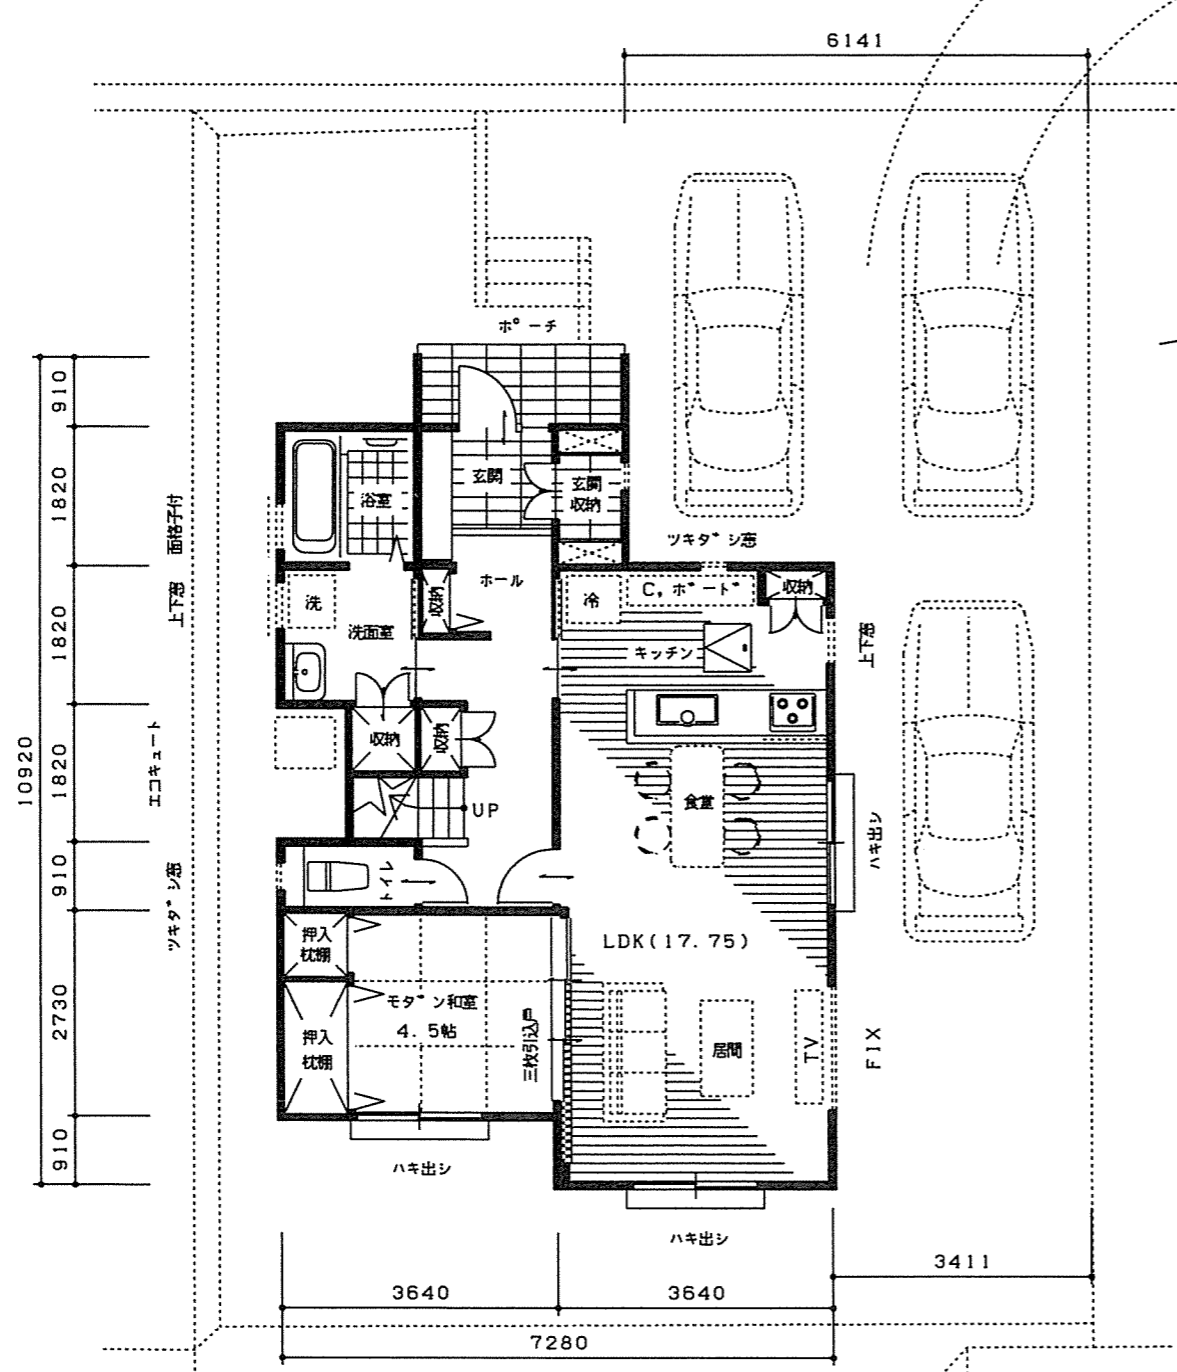 6141
ポーチ
910
1820
1820
1820
910
2730
910
10920
面格子付
上下窓
エコキュート
ツキダシ窓
浴室
玄関
玄関
収納
ツキダシ窓
洗
洗面室
収納
ホール
冷
C,ボード
収納
キッチン
上下窓
収納
収納
UP
食堂
ハキ出シ
トイレ
押入
枕棚
LDK(17.75)
モダン和室
4.5帖
押入
枕棚
三枚引込戸
居間
TV
FIX
ハキ出シ
ハキ出シ
3411
3640
3640
7280